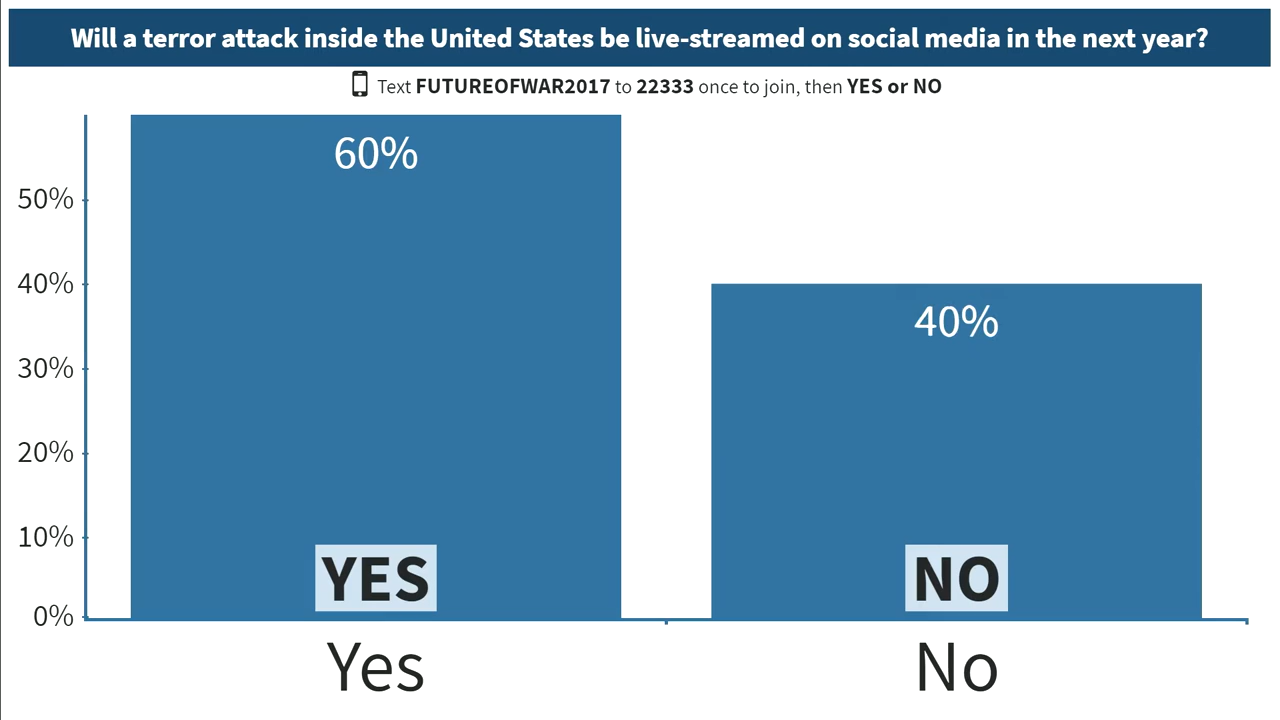 Will a terror attack inside the United States be live-streamed on social media in the next year?
Text FUTUREOFWAR2017 to 22333 once to join, then YES or NO
60%
50%
40%
40%
30%
20%
10%
YES
NO
0%
Yes
No